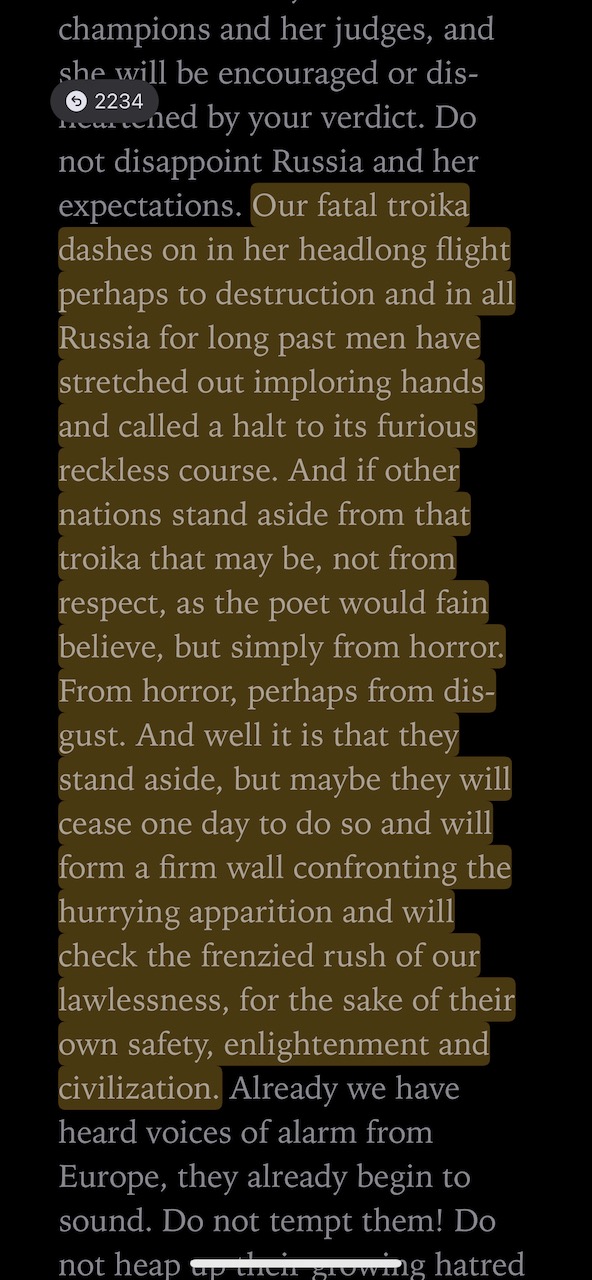 champions and her judges, and
she will be encouraged or dis-
2234
heartened by your verdict. Do
not disappoint Russia and her
expectations. Our fatal troika
dashes on in her headlong flight
perhaps to destruction and in all
Russia for long past men have
stretched out imploring hands
and called a halt to its furious
reckless course. And if other
nations stand aside from that
troika that may be, not from
respect, as the poet would fain
believe, but simply from horror.
From horror, perhaps from dis-
gust. And well it is that they
stand aside, but maybe they will
cease one day to do so and will
form a firm wall confronting the
hurrying apparition and will
check the frenzied rush of our
lawlessness, for the sake of their
own safety, enlightenment and
civilization. Already we have
heard voices of alarm from
Europe, they already begin to
sound. Do not tempt them! Do
not heap up their growing hatred